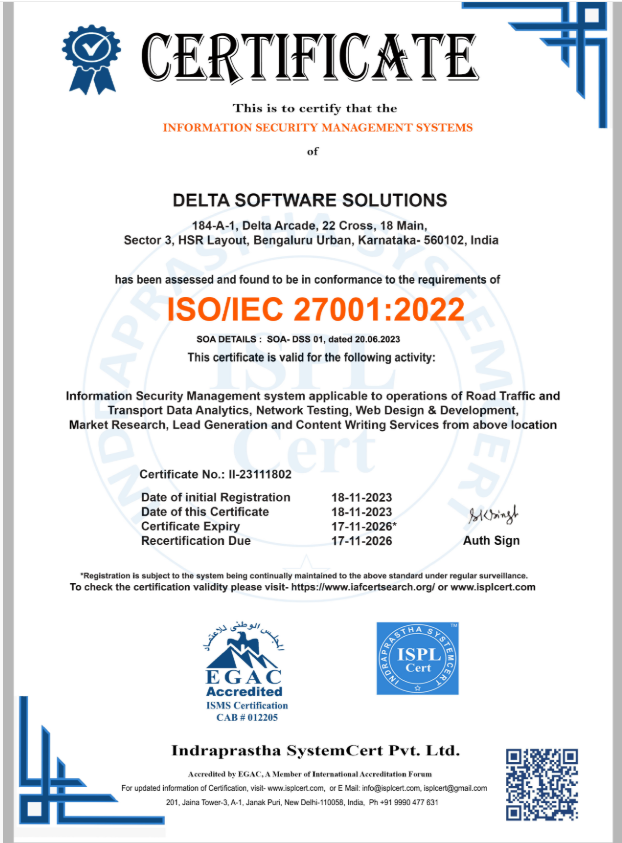 CERTIFICATE
This is to certify that the
INFORMATION SECURITY MANAGEMENT SYSTEMS
of
DELTA SOFTWARE SOLUTIONS
184-A-1, Delta Arcade, 22 Cross, 18 Main,
Sector 3, HSR Layout, Bengaluru Urban, Karnataka- 560102, India
has been assessed and found to be in conformance to the requirements of
ISO/IEC 27001:2022
SOA DETAILS : SOA- DSS 01, dated 20.06.2023
This certificate is valid for the following activity:
Information Security Management system applicable to operations of Road Traffic and
Transport Data Analytics, Network Testing, Web Design & Development,
Market Research, Lead Generation and Content Writing Services from above location
INDRAPRASTHA SYSTEMCERT
ISPL
Cert
Certificate No.: II-23111802
Date of initial Registration 18-11-2023
Date of this Certificate 18-11-2023
Certificate Expiry 17-11-2026*
Recertification Due 17-11-2026
SKSingh
Auth Sign
*Registration is subject to the system being continually maintained to the above standard under regular surveillance.
To check the certification validity please visit- https://www.iafcertsearch.org/ or www.isplcert.com
المجلس الوطني للاعتماد
EGAC
Accredited
ISMS Certification
CAB # 012205
INDRAPRASTHA SYSTEMCERT
ISPL
Cert
TM
Indraprastha SystemCert Pvt. Ltd.
Accredited by EGAC, A Member of International Accreditation Forum
For updated information of Certification, visit- www.isplcert.com, or E Mail: info@isplcert.com, isplcert@gmail.com
201, Jaina Tower-3, A-1, Janak Puri, New Delhi-110058, India, Ph +91 9990 477 631